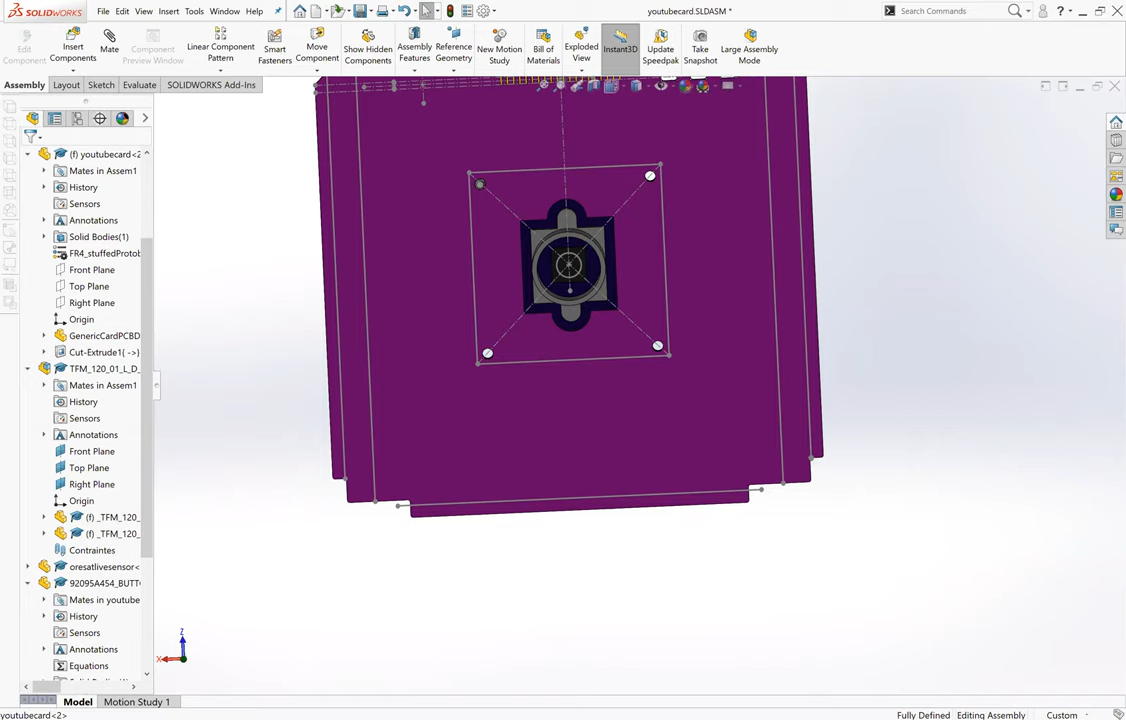 SOLIDWORKS File Edit View Insert Tools Window Help youtubecard.SLDASM * Search Commands
Edit Component
Insert Components
Mate
Component Preview Window
Linear Component Pattern
Smart Fasteners
Move Component
Show Hidden Components
Assembly Features
Reference Geometry
New Motion Study
Bill of Materials
Exploded View
Instant3D
Update Speedpak
Take Snapshot
Large Assembly Mode
Assembly Layout Sketch Evaluate SOLIDWORKS Add-Ins
(f) youtubecard<2
Mates in Assem1
History
Sensors
Annotations
Solid Bodies(1)
FR4_stuffedProtob
Front Plane
Top Plane
Right Plane
Origin
GenericCardPCBD
Cut-Extrude1{ ->}
TFM_120_01_L_D_
Mates in Assem1
History
Sensors
Annotations
Front Plane
Top Plane
Right Plane
Origin
(f) _TFM_120_
(f) _TFM_120_
Contraintes
oresatlivesensor<
92095A454_BUTT
Mates in youtube
History
Sensors
Annotations
Equations
Z
X
Model Motion Study 1
youtubecard<2> Fully Defined Editing Assembly Custom